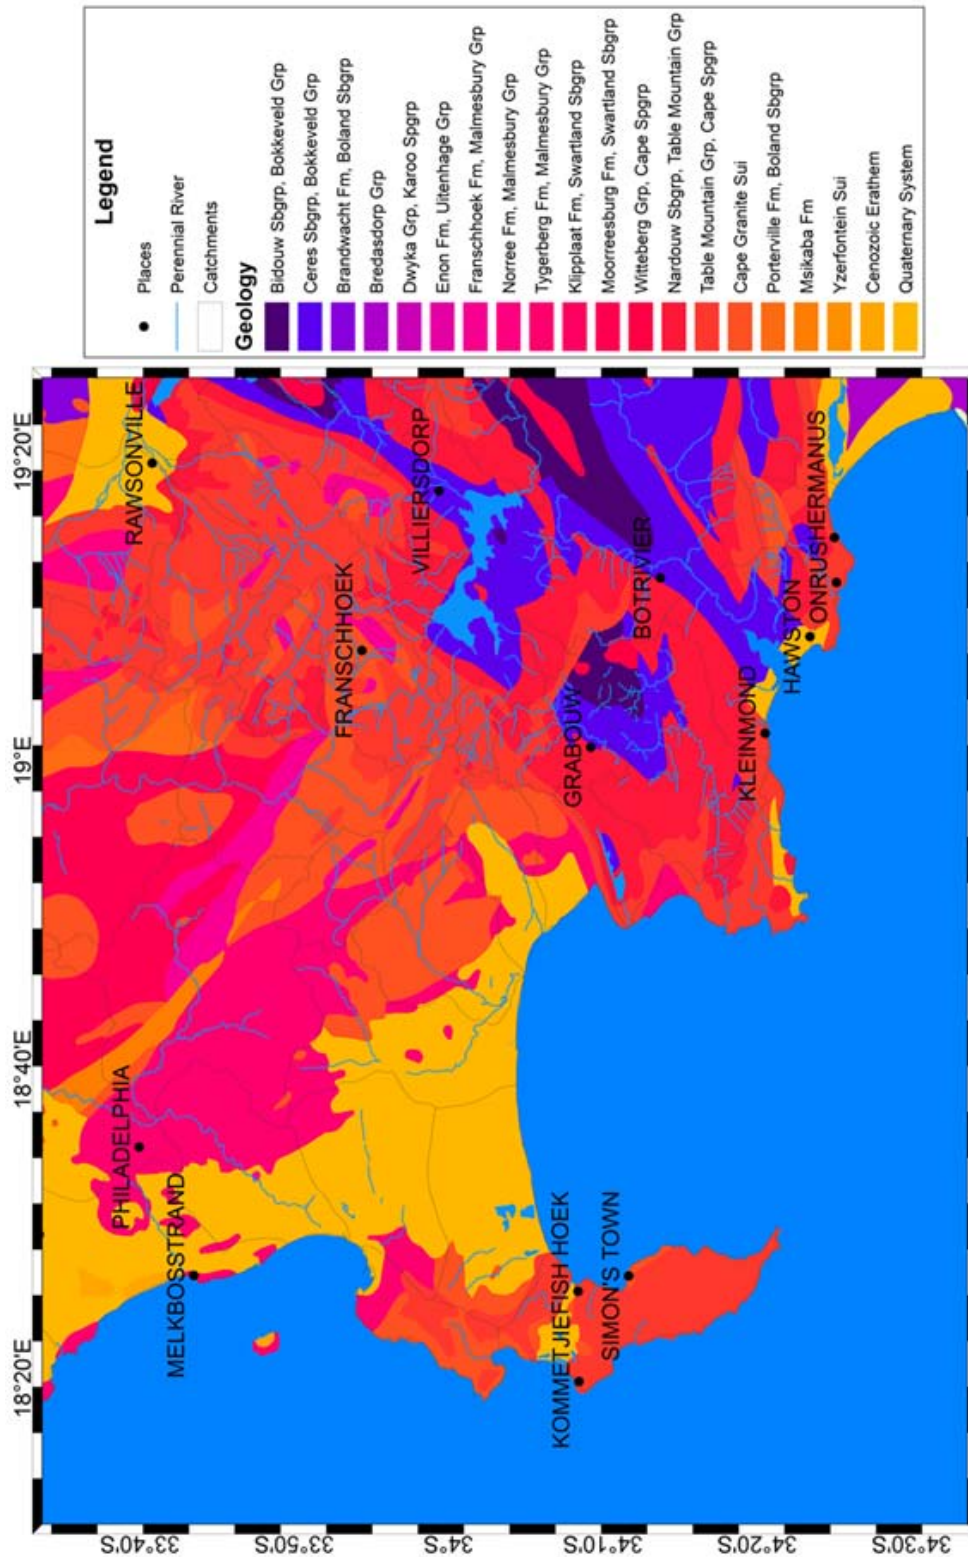 Legend
Places
Perennial River
Catchments
Geology
Bidouw Sbgrp, Bokkeveld Grp
Ceres Sbgrp, Bokkeveld Grp
Brandwacht Fm, Boland Sbgrp
Bredasdorp Grp
Dwyka Grp, Karoo Spgrp
Enon Fm, Uitenhage Grp
Franschhoek Fm, Malmesbury Grp
Norree Fm, Malmesbury Grp
Tygerberg Fm, Malmesbury Grp
Klipplaat Fm, Swartland Sbgrp
Moorreesburg Fm, Swartland Sbgrp
Witteberg Grp, Cape Spgrp
Nardouw Sbgrp, Table Mountain Grp
Table Mountain Grp, Cape Spgrp
Cape Granite Sui
Porterville Fm, Boland Sbgrp
Msikaba Fm
Yzerfontein Sui
Cenozoic Erathem
Quaternary System
18°20'E
18°40'E
19°E
19°20'E
33°40'S
33°50'S
34°S
34°10'S
34°20'S
34°30'S
RAWSONVILLE
PHILADELPHIA
MELKBOSSTRAND
FRANSCHHOEK
VILLIERSDORP
GRABOUW
BOTRIVIER
KOMMETJIEFISH HOEK
SIMON'S TOWN
KLEINMOND
HAWSTON
ONRUSHERMANUS